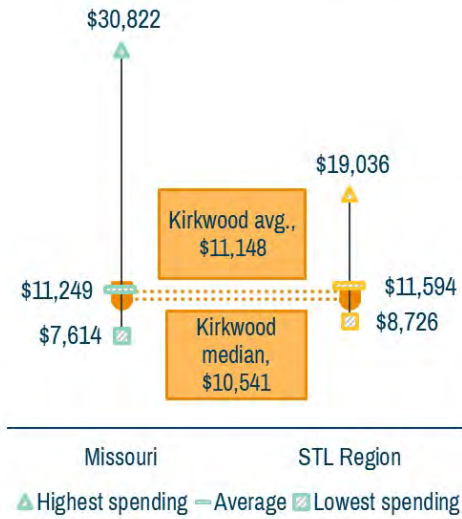 $30,822
$19,036
Kirkwood avg.,
$11,148
$11,249
$11,594
$7,614
$8,726
Kirkwood
median,
$10,541
Missouri
STL Region
Highest spending
Average
Lowest spending